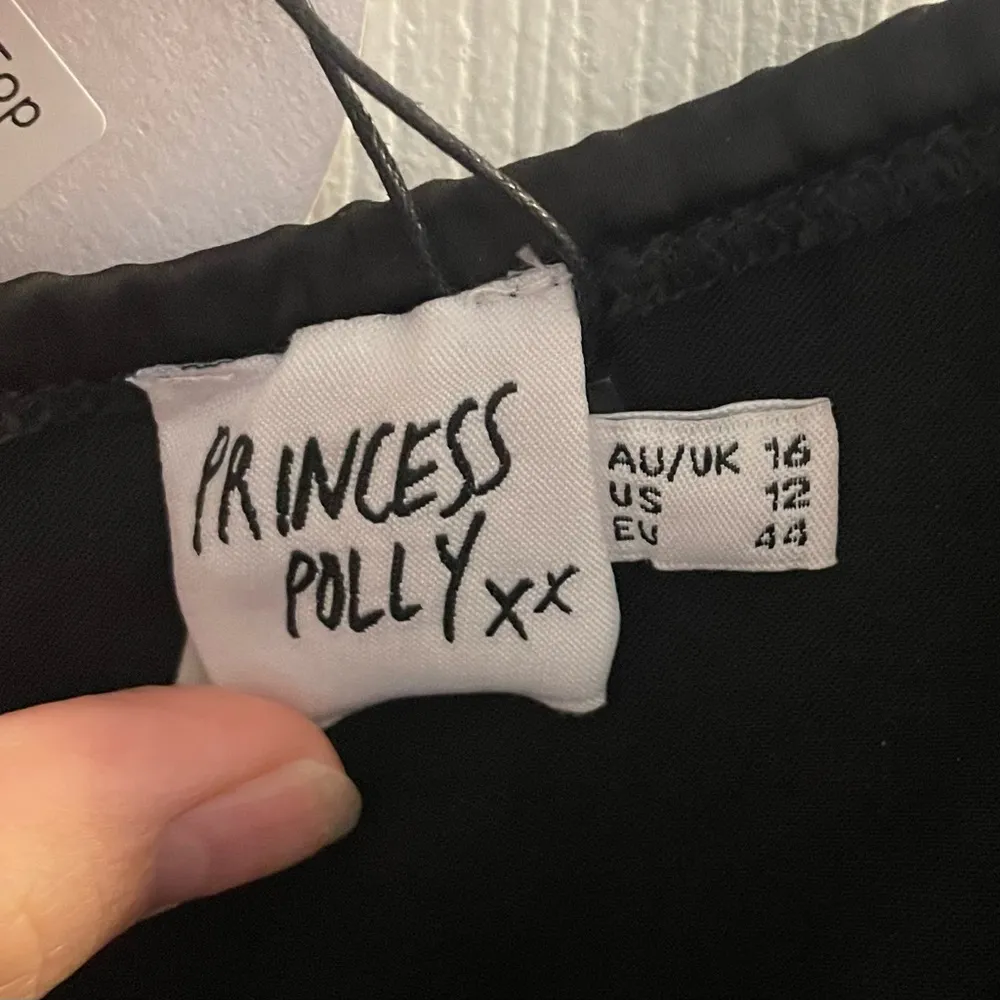 Top
PRINCESS
POLLY xx
AU/UK 16
US 12
EU 44